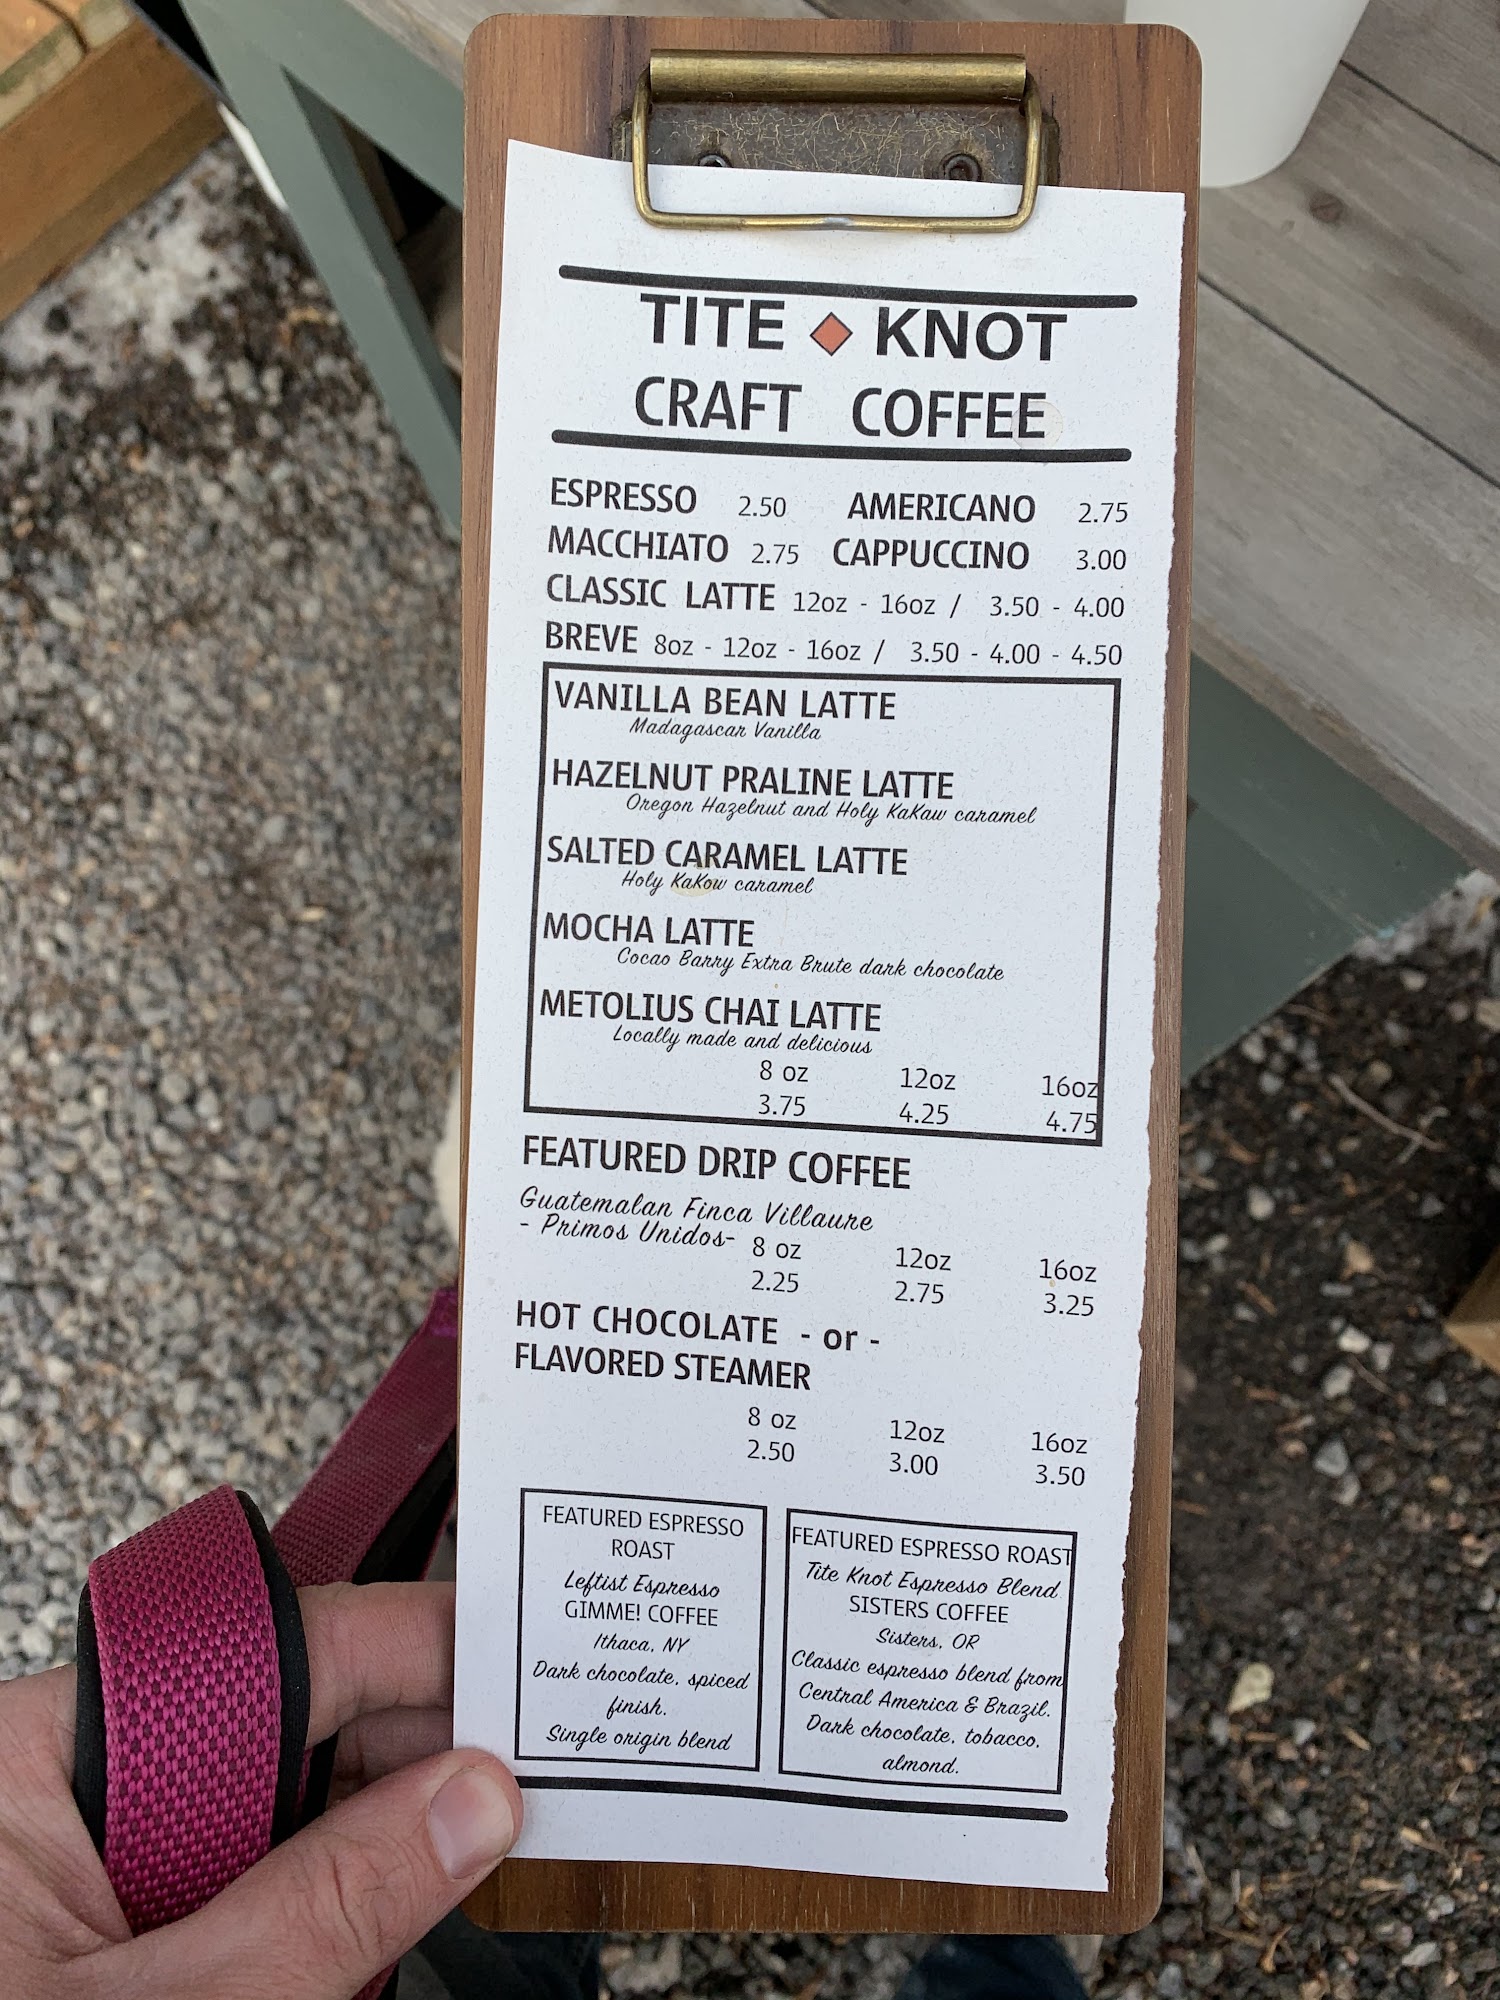 TITE KNOT
CRAFT COFFEE
ESPRESSO 2.50 AMERICANO 2.75
MACCHIATO 2.75 CAPPUCCINO 3.00
CLASSIC LATTE 12oz - 16oz / 3.50 - 4.00
BREVE 8oz - 12oz - 16oz / 3.50 - 4.00 - 4.50
VANILLA BEAN LATTE
Madagascar Vanilla
HAZELNUT PRALINE LATTE
Oregon Hazelnut and Holy KaKaw caramel
SALTED CARAMEL LATTE
Holy KaKow caramel
MOCHA LATTE
Cocao Barry Extra Brute dark chocolate
METOLIUS CHAI LATTE
Locally made and delicious
8 oz 12oz 16oz
3.75 4.25 4.75
FEATURED DRIP COFFEE
Guatemalan Finca Villaure
- Primos Unidos-
8 oz 12oz 16oz
2.25 2.75 3.25
HOT CHOCOLATE - or -
FLAVORED STEAMER
8 oz 12oz 16oz
2.50 3.00 3.50
FEATURED ESPRESSO
ROAST
Leftist Espresso
GIMME! COFFEE
Ithaca, NY
Dark chocolate, spiced
finish.
Single origin blend
FEATURED ESPRESSO ROAST
Tite Knot Espresso Blend
SISTERS COFFEE
Sisters, OR
Classic espresso blend from
Central America & Brazil.
Dark chocolate, tobacco,
almond.